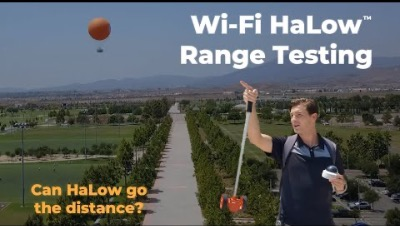 Wi-Fi HaLow™
Range Testing
Can HaLow go
the distance?